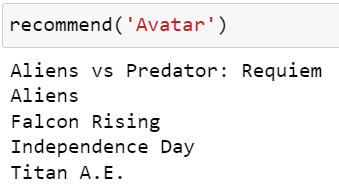 recommend('Avatar')
Aliens vs Predator: Requiem
Aliens
Falcon Rising
Independence Day
Titan A.E.